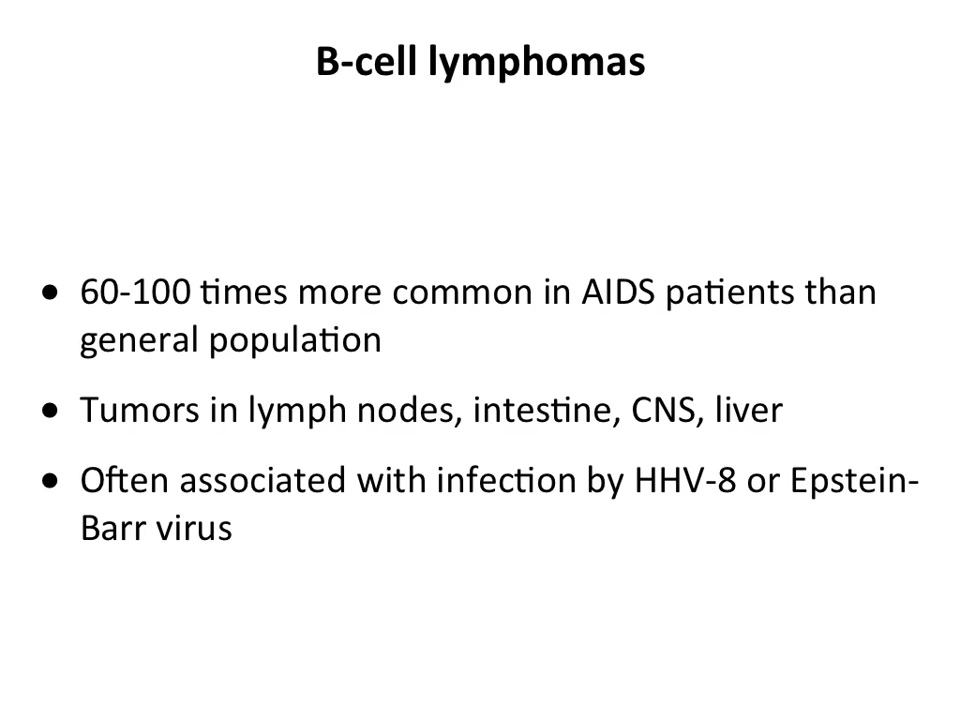 B-cell lymphomas
• 60-100 times more common in AIDS patients than
general population
• Tumors in lymph nodes, intestine, CNS, liver
• Often associated with infection by HHV-8 or Epstein-
Barr virus